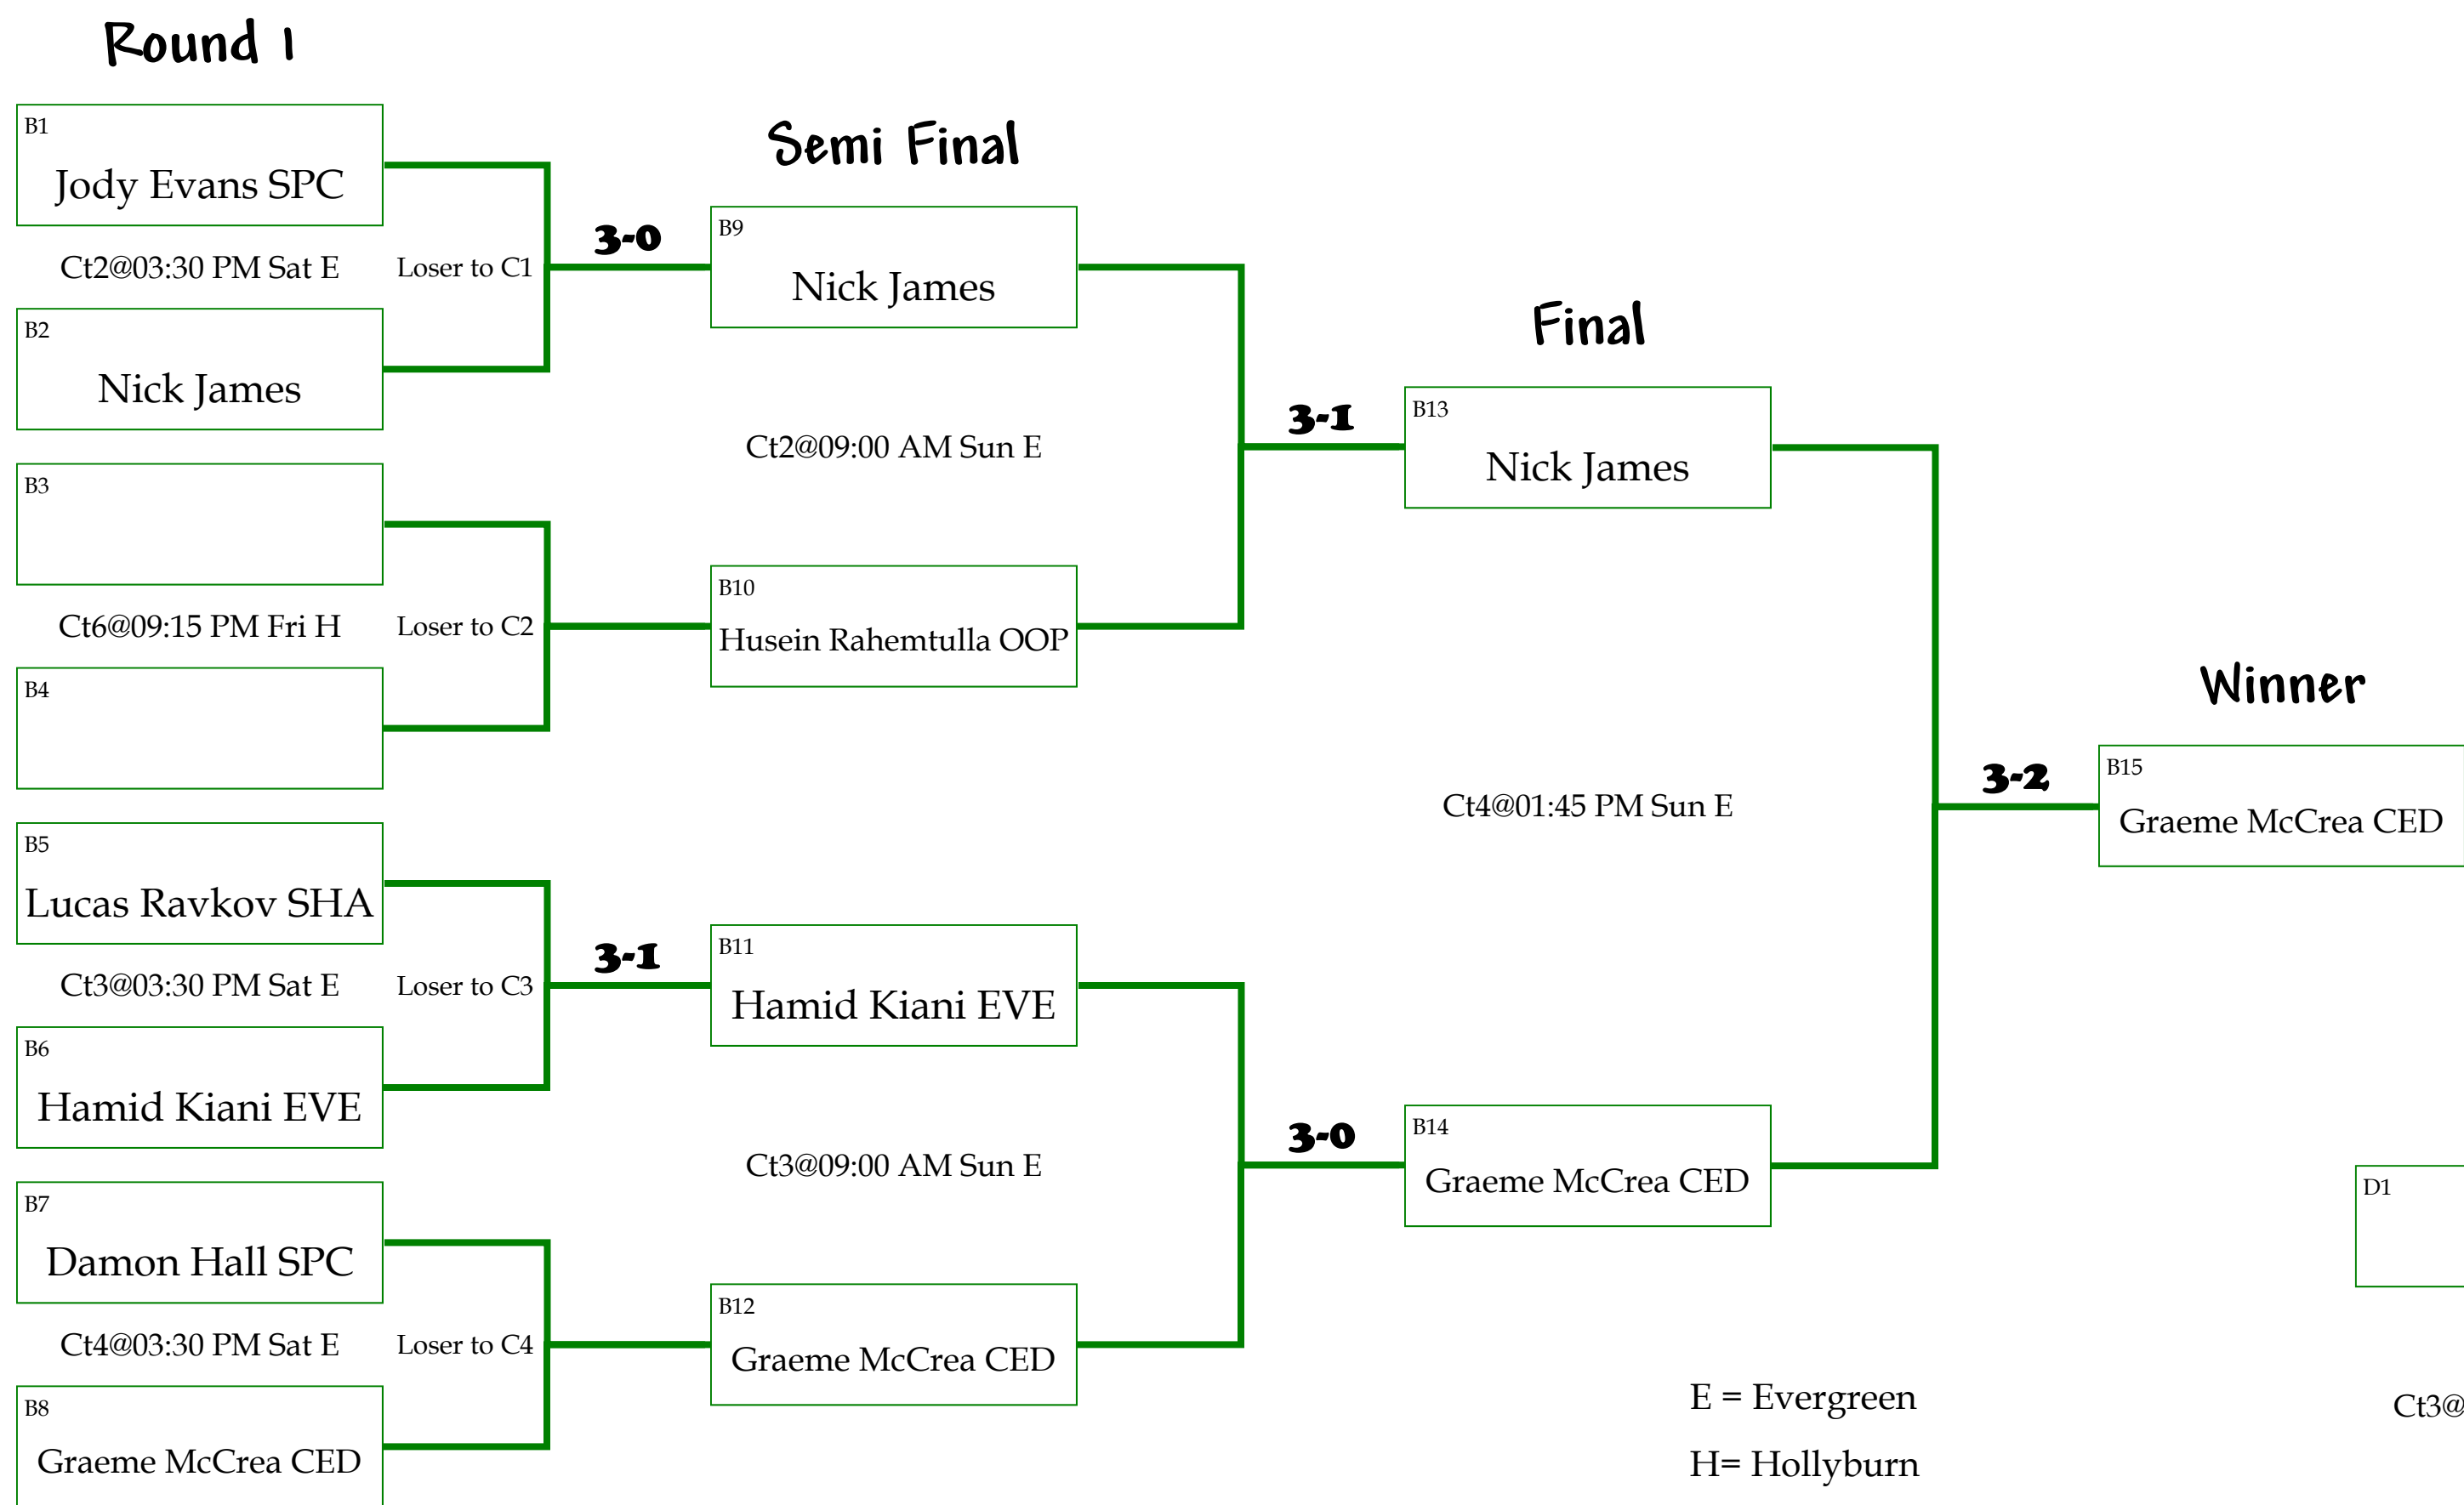 Round 1
B1
Jody Evans SPC
Ct2@03:30 PM Sat E
Loser to C1
B2
Nick James
B3
Ct6@09:15 PM Fri H
Loser to C2
B4
B5
Lucas Ravkov SHA
Ct3@03:30 PM Sat E
Loser to C3
B6
Hamid Kiani EVE
B7
Damon Hall SPC
Ct4@03:30 PM Sat E
Loser to C4
B8
Graeme McCrea CED
Semi Final
3-0
B9
Nick James
Ct2@09:00 AM Sun E
B10
Husein Rahemtulla OOP
3-1
B11
Hamid Kiani EVE
Ct3@09:00 AM Sun E
B12
Graeme McCrea CED
Final
3-1
B13
Nick James
Ct4@01:45 PM Sun E
3-0
B14
Graeme McCrea CED
Winner
3-2
B15
Graeme McCrea CED
D1
Ct3@
E = Evergreen
H= Hollyburn